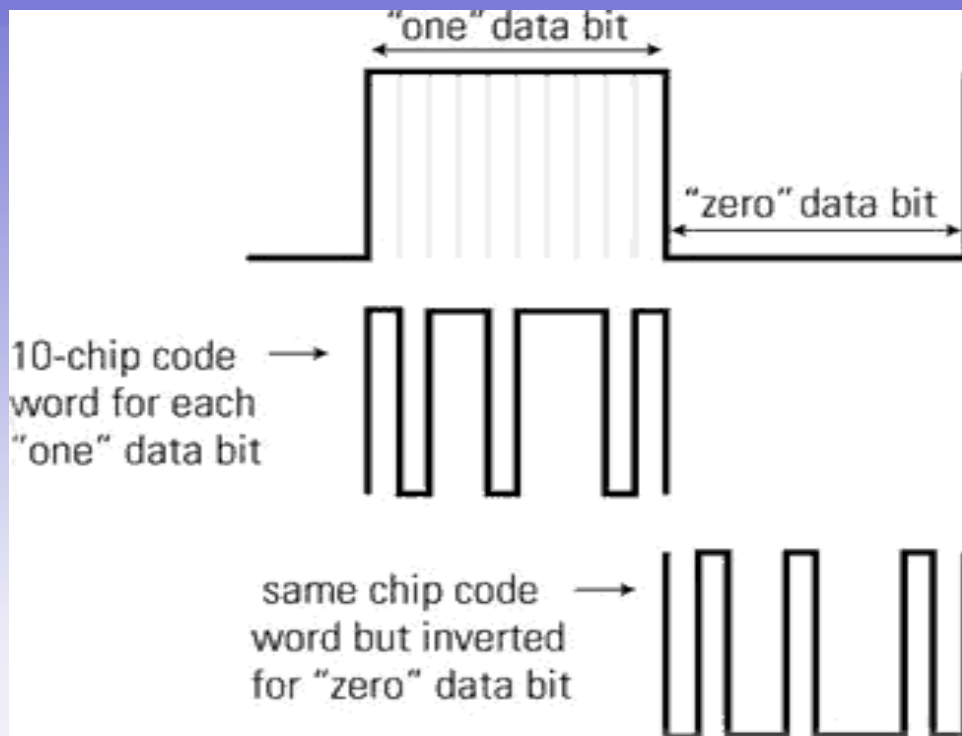 “one” data bit
“zero” data bit
10-chip code
word for each
“one” data bit
same chip code
word but inverted
for “zero” data bit